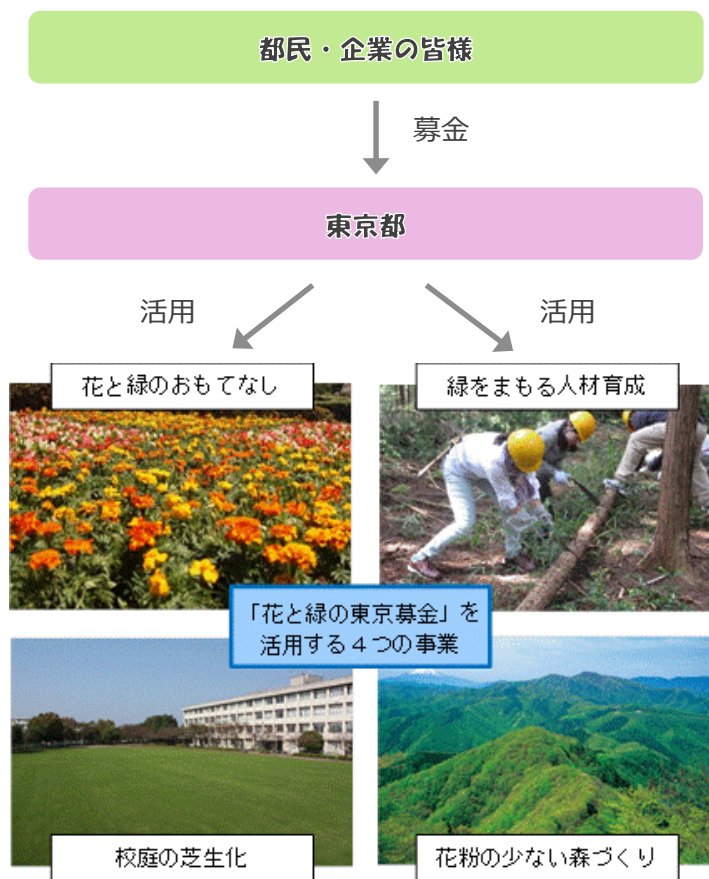 都民・企業の皆様
募金
東京都
活用
活用
花と緑のおもてなし
緑をまもる人材育成
「花と緑の東京募金」を
活用する４つの事業
校庭の芝生化
花粉の少ない森づくり